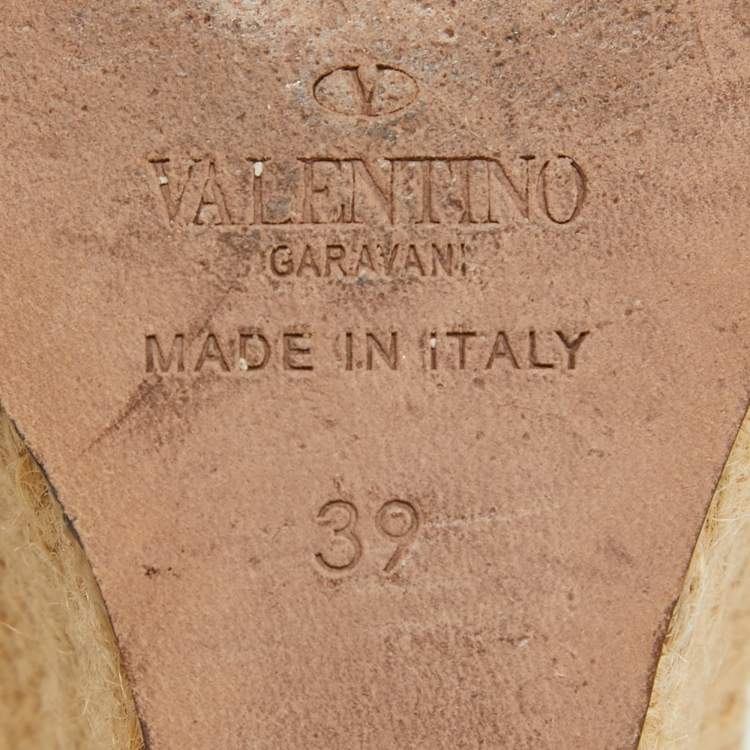 V
VALENTINO
GARAVANI
MADE IN ITALY
39